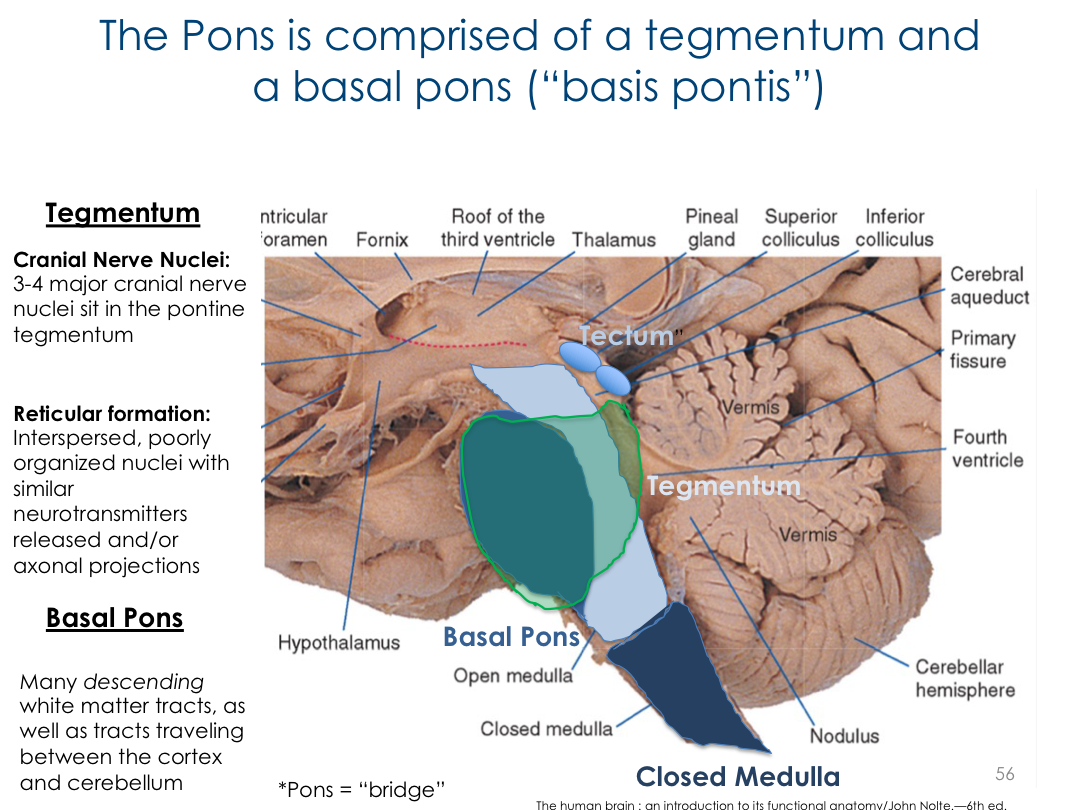 The Pons is comprised of a tegmentum and
a basal pons (“basis pontis”)
Tegmentum
Cranial Nerve Nuclei:
3-4 major cranial nerve
nuclei sit in the pontine
tegmentum
Reticular formation:
Interspersed, poorly
organized nuclei with
similar
neurotransmitters
released and/or
axonal projections
Basal Pons
Many descending
white matter tracts, as
well as tracts traveling
between the cortex
and cerebellum
ntricular
foramen
Fornix
Roof of the
third ventricle
Thalamus
Pineal
gland
Superior
colliculus
Inferior
colliculus
Cerebral
aqueduct
Primary
fissure
Tectum”
Vermis
Fourth
ventricle
Tegmentum
Vermis
Hypothalamus
Basal Pons
Open medulla
Closed medulla
Cerebellar
hemisphere
Nodulus
Closed Medulla
56
*Pons = “bridge”
The human brain : an introduction to its functional anatomy/John Nolte.—6th ed.